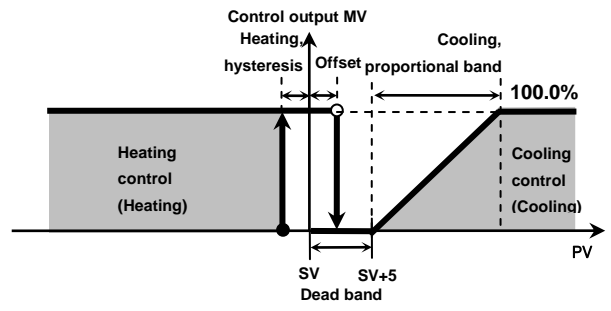 Control output MV
Heating,
hysteresis
Offset
Cooling,
proportional band
100.0%
Heating
control
(Heating)
Cooling
control
(Cooling)
PV
SV
SV+5
Dead band